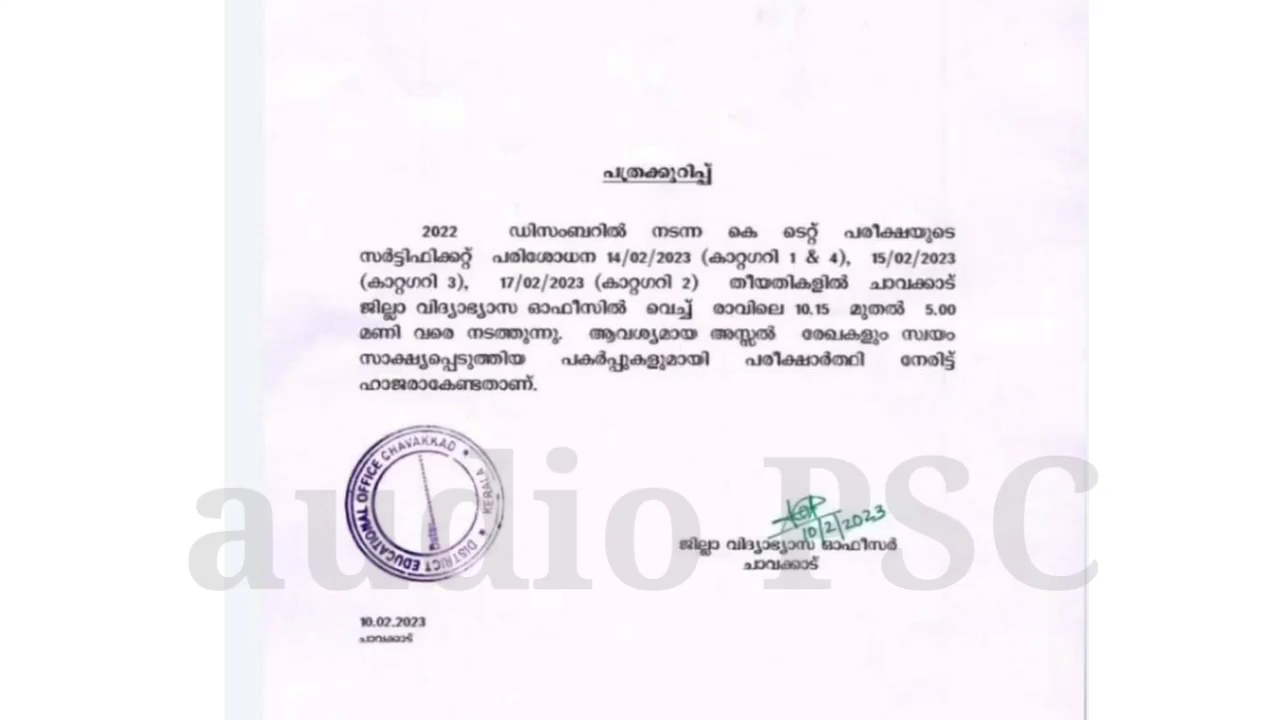 പത്രക്കുറിപ്പ്
2022 ഡിസംബറിൽ നടന്ന കെ ടെറ്റ് പരീക്ഷയുടെ
സർട്ടിഫിക്കറ്റ് പരിശോധന 14/02/2023 (കാറ്റഗറി 1 & 4), 15/02/2023
(കാറ്റഗറി 3), 17/02/2023 (കാറ്റഗറി 2) തീയതികളിൽ ചാവക്കാട്
ജില്ലാ വിദ്യാഭ്യാസ ഓഫീസിൽ വെച്ച് രാവിലെ 10.15 മുതൽ 5.00
മണി വരെ നടത്തുന്നു. ആവശ്യമായ അസ്സൽ രേഖകളും സ്വയം
സാക്ഷ്യപ്പെടുത്തിയ പകർപ്പുകളുമായി പരീക്ഷാർത്ഥി നേരിട്ട്
ഹാജരാകേണ്ടതാണ്.
DISTRICT EDUCATIONAL OFFICE CHAVAKKAD
KERALA
audio PSC
10/2/2023
ജില്ലാ വിദ്യാഭ്യാസ ഓഫീസർ
ചാവക്കാട്
10.02.2023
ചാവക്കാട്